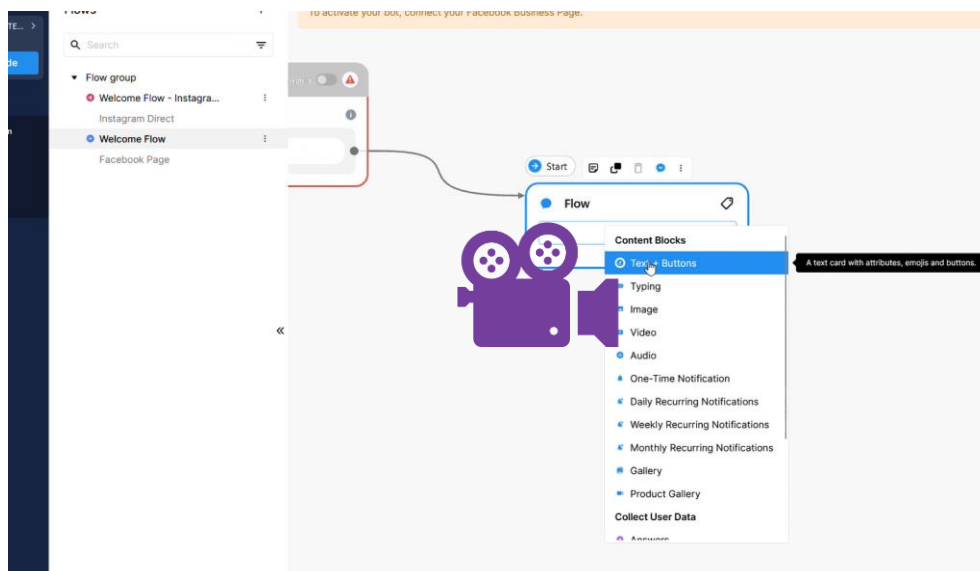 To activate your bot, connect your Facebook Business Page.
Flows
Search
Flow group
Welcome Flow - Instagra...
Instagram Direct
Welcome Flow
Facebook Page
Start
Flow
Content Blocks
Text + Buttons
A text card with attributes, emojis and buttons.
Typing
Image
Video
Audio
One-Time Notification
Daily Recurring Notifications
Weekly Recurring Notifications
Monthly Recurring Notifications
Gallery
Product Gallery
Collect User Data
Answers